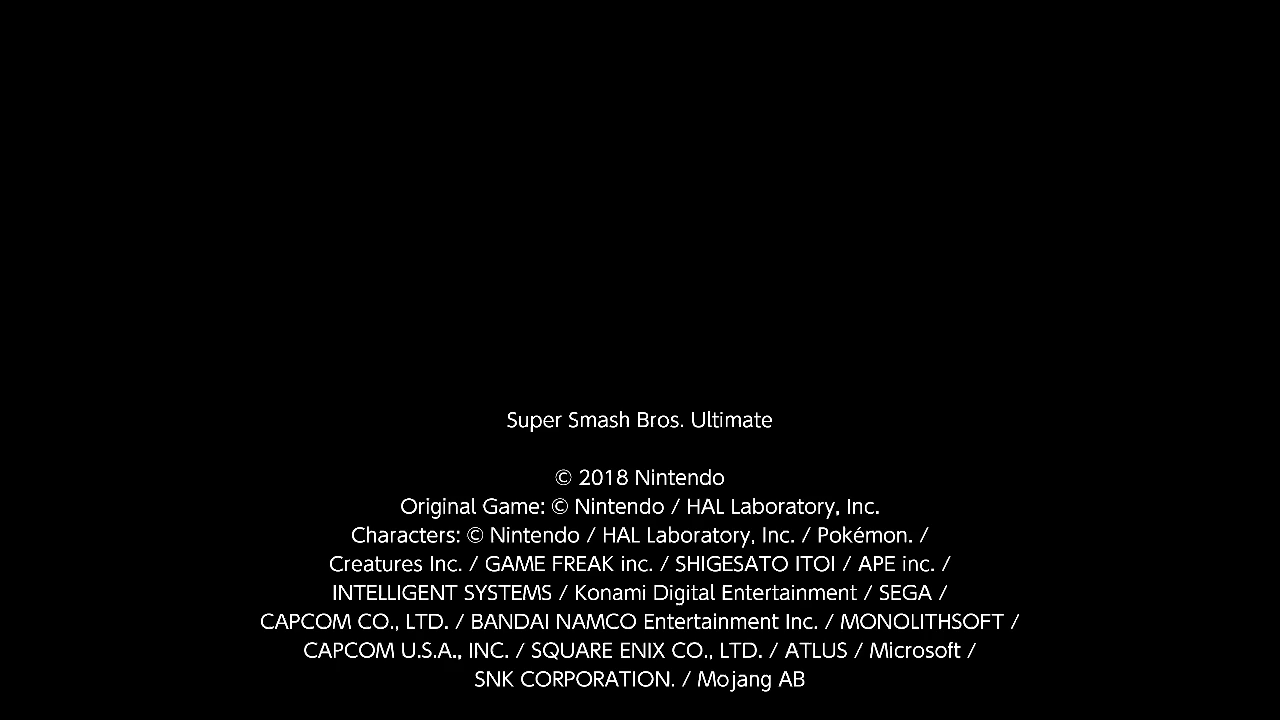 Super Smash Bros. Ultimate
© 2018 Nintendo
Original Game: © Nintendo / HAL Laboratory, Inc.
Characters: © Nintendo / HAL Laboratory, Inc. / Pokémon. /
Creatures Inc. / GAME FREAK inc. / SHIGESATO ITOI / APE inc. /
INTELLIGENT SYSTEMS / Konami Digital Entertainment / SEGA /
CAPCOM CO., LTD. / BANDAI NAMCO Entertainment Inc. / MONOLITHSOFT /
CAPCOM U.S.A., INC. / SQUARE ENIX CO., LTD. / ATLUS / Microsoft /
SNK CORPORATION. / Mojang AB